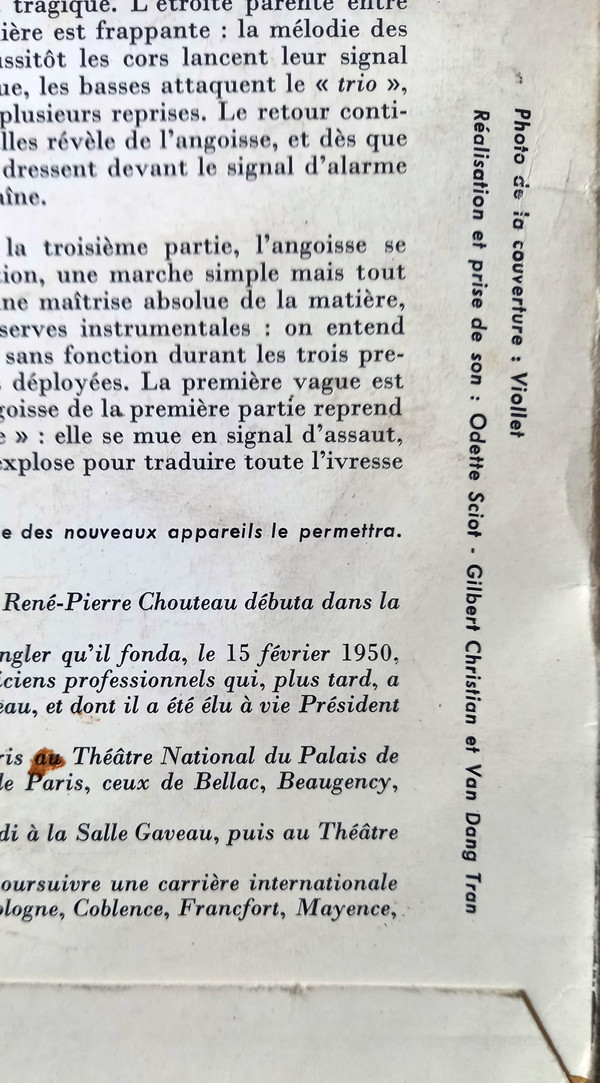 tragique. L'étroite parenté entre
ière est frappante : la mélodie des
ussitôt les cors lancent leur signal
ue, les basses attaquent le « trio »,
plusieurs reprises. Le retour conti-
lles révèle de l'angoisse, et dès que
dressent devant le signal d'alarme
aîne.
la troisième partie, l'angoisse se
tion, une marche simple mais tout
ne maîtrise absolue de la matière,
serves instrumentales : on entend
sans fonction durant les trois pre-
déployées. La première vague est
goisse de la première partie reprend
e » : elle se mue en signal d'assaut,
explose pour traduire toute l'ivresse
e des nouveaux appareils le permettra.
René-Pierre Chouteau débuta dans la
ngler qu'il fonda, le 15 février 1950,
iciens professionnels qui, plus tard, a
eau, et dont il a été élu à vie Président
ris au Théâtre National du Palais de
de Paris, ceux de Bellac, Beaugency,
di à la Salle Gaveau, puis au Théâtre
oursuivre une carrière internationale
ologne, Coblence, Francfort, Mayence,
Photo de la couverture : Viollet
Réalisation et prise de son : Odette Sciot - Gilbert Christian et Van Dang Tran